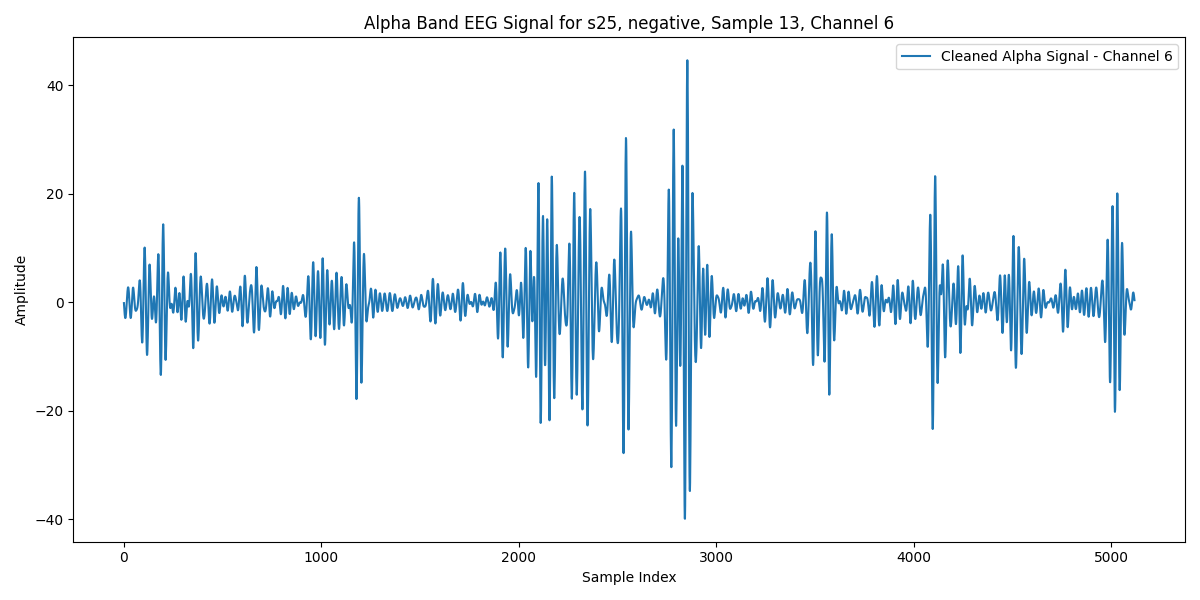 Alpha Band EEG Signal for s25, negative, Sample 13, Channel 6
Cleaned Alpha Signal - Channel 6
Amplitude
40
20
0
−20
−40
0
1000
2000
3000
4000
5000
Sample Index